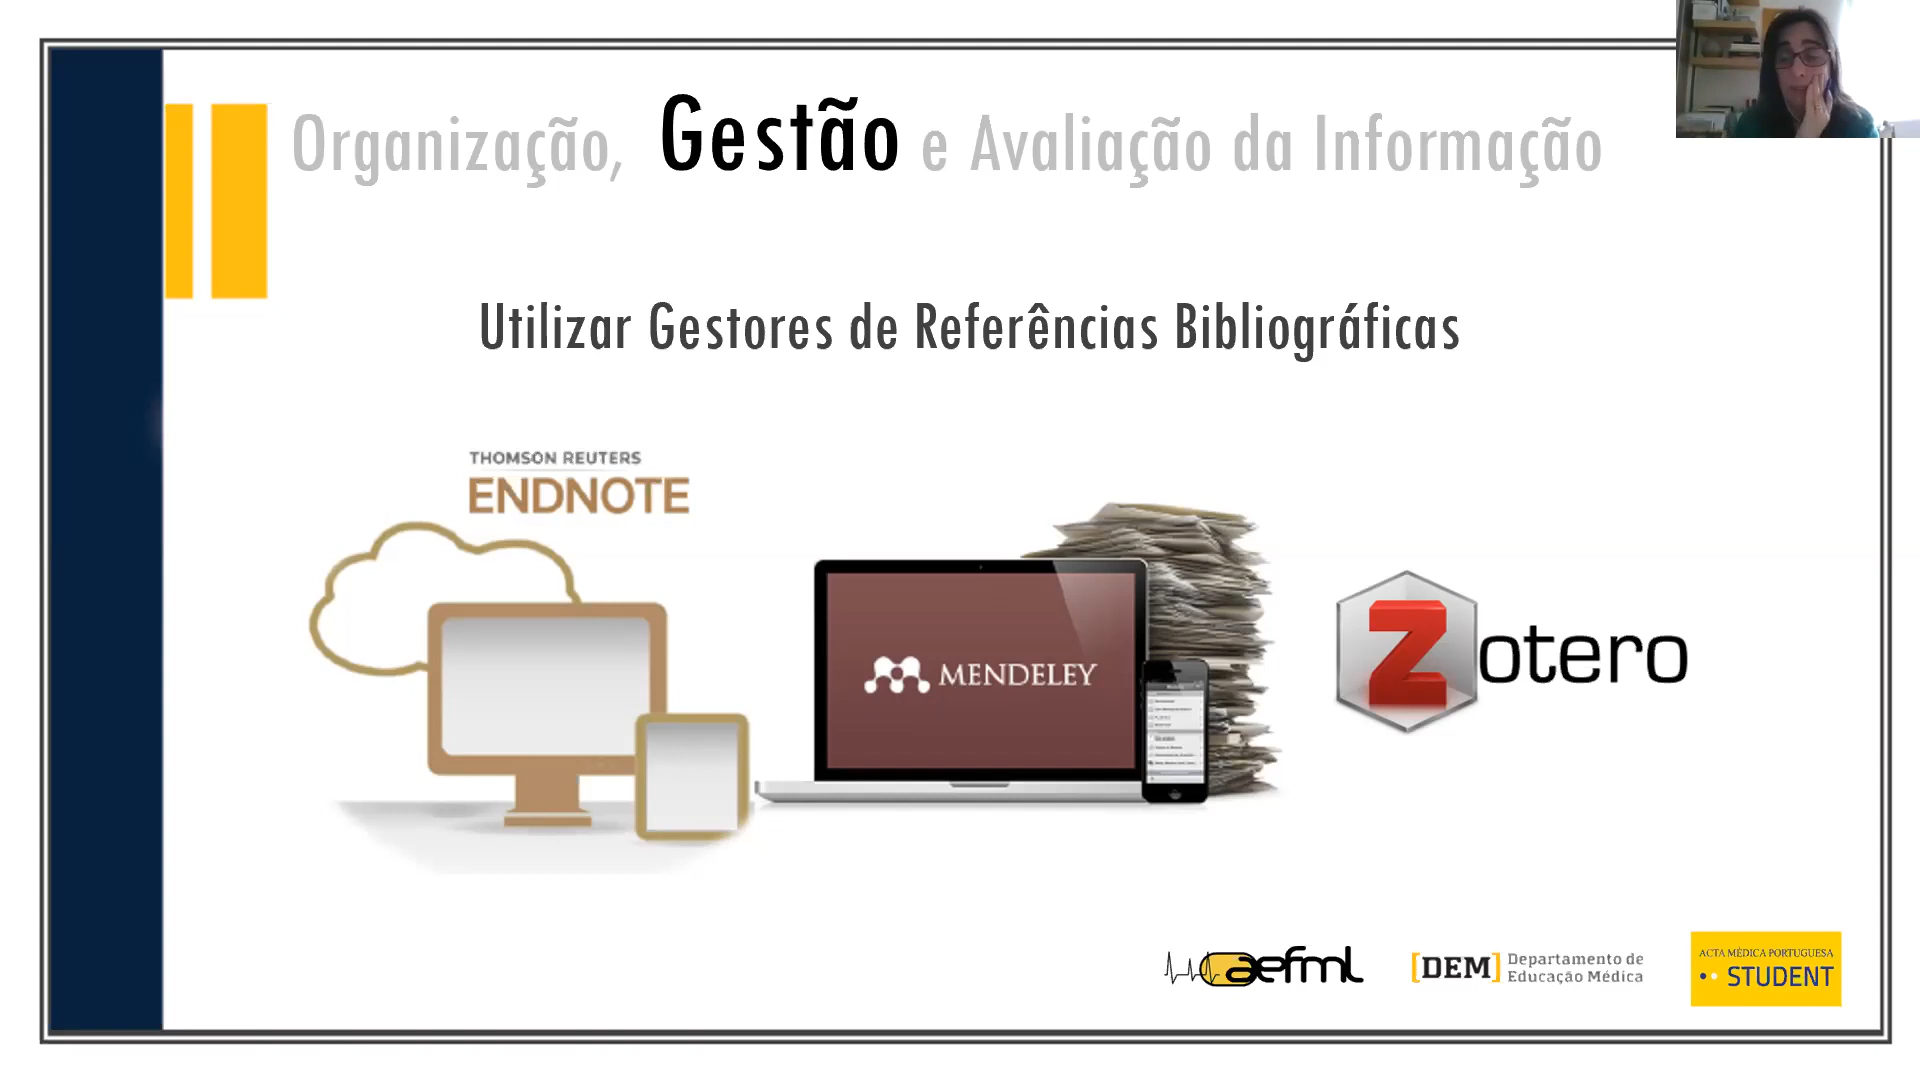 Organização, Gestão e Avaliação da Informação
Utilizar Gestores de Referências Bibliográficas
THOMSON REUTERS
ENDNOTE
MENDELEY
Zotero
aefml
[DEM] Departamento de
Educação Médica
ACTA MÉDICA PORTUGUESA
STUDENT